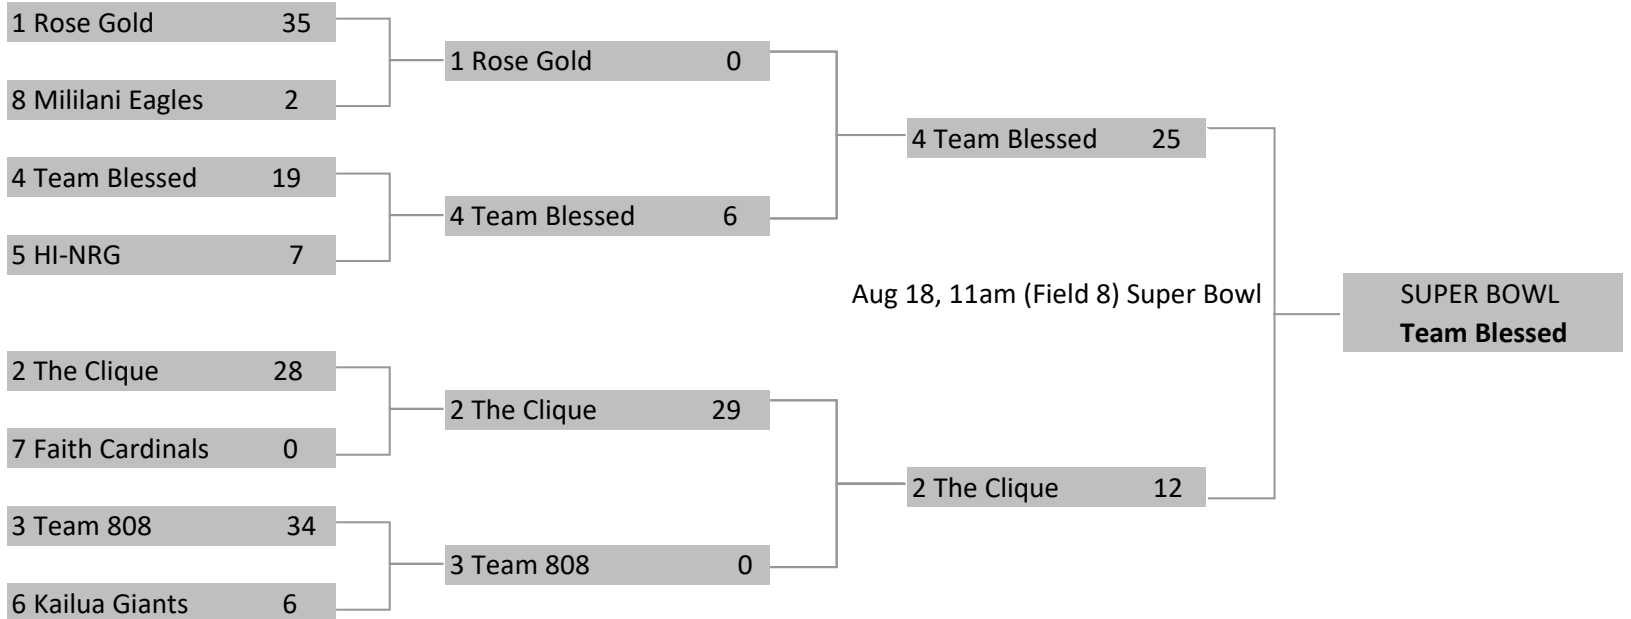 1 Rose Gold 35
8 Mililani Eagles 2
4 Team Blessed 19
5 HI-NRG 7
2 The Clique 28
7 Faith Cardinals 0
3 Team 808 34
6 Kailua Giants 6
1 Rose Gold 0
4 Team Blessed 6
2 The Clique 29
3 Team 808 0
4 Team Blessed 25
Aug 18, 11am (Field 8) Super Bowl
2 The Clique 12
SUPER BOWL
Team Blessed